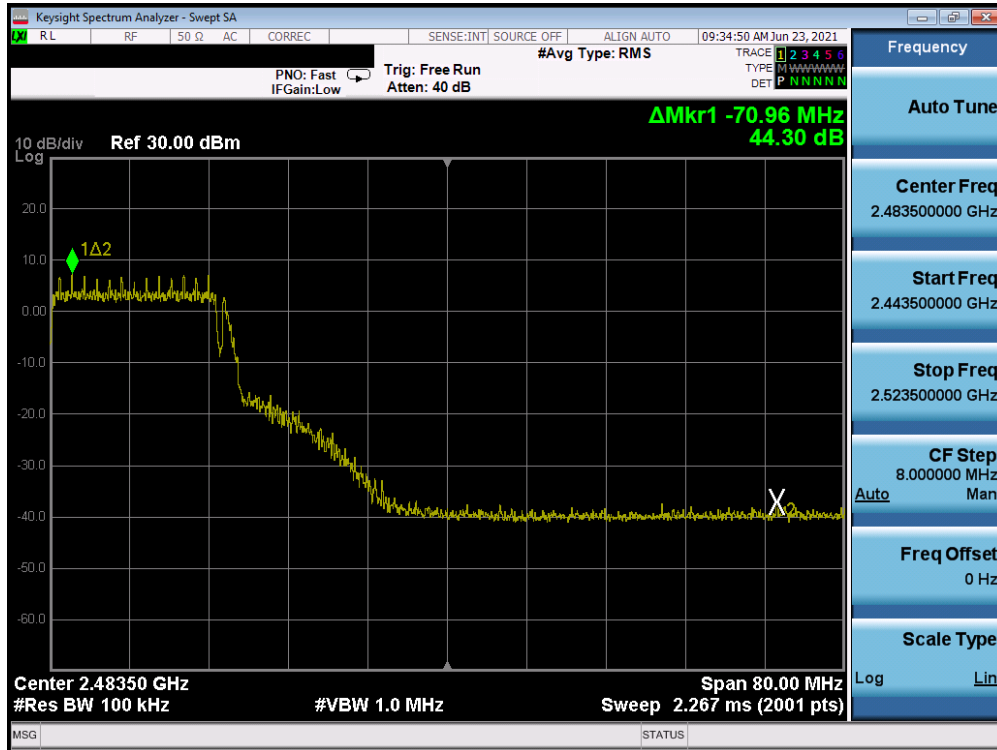 Keysight Spectrum Analyzer - Swept SA
LXI RL RF 50 Ω AC CORREC SENSE:INT SOURCE OFF ALIGN AUTO 09:34:50 AM Jun 23, 2021
#Avg Type: RMS
TRACE 1 2 3 4 5 6
PNO: Fast Trig: Free Run TYPE M WWWWW
IFGain:Low Atten: 40 dB DET P N N N N N
ΔMkr1 -70.96 MHz
44.30 dB
10 dB/div Ref 30.00 dBm
Log
20.0
1Δ2
10.0
0.00
-10.0
-20.0
-30.0
X2
-40.0
-50.0
-60.0
Center 2.48350 GHz Span 80.00 MHz
#Res BW 100 kHz #VBW 1.0 MHz Sweep 2.267 ms (2001 pts)
MSG STATUS
Frequency
Auto Tune
Center Freq
2.483500000 GHz
Start Freq
2.443500000 GHz
Stop Freq
2.523500000 GHz
CF Step
8.000000 MHz
Auto Man
Freq Offset
0 Hz
Scale Type
Log Lin